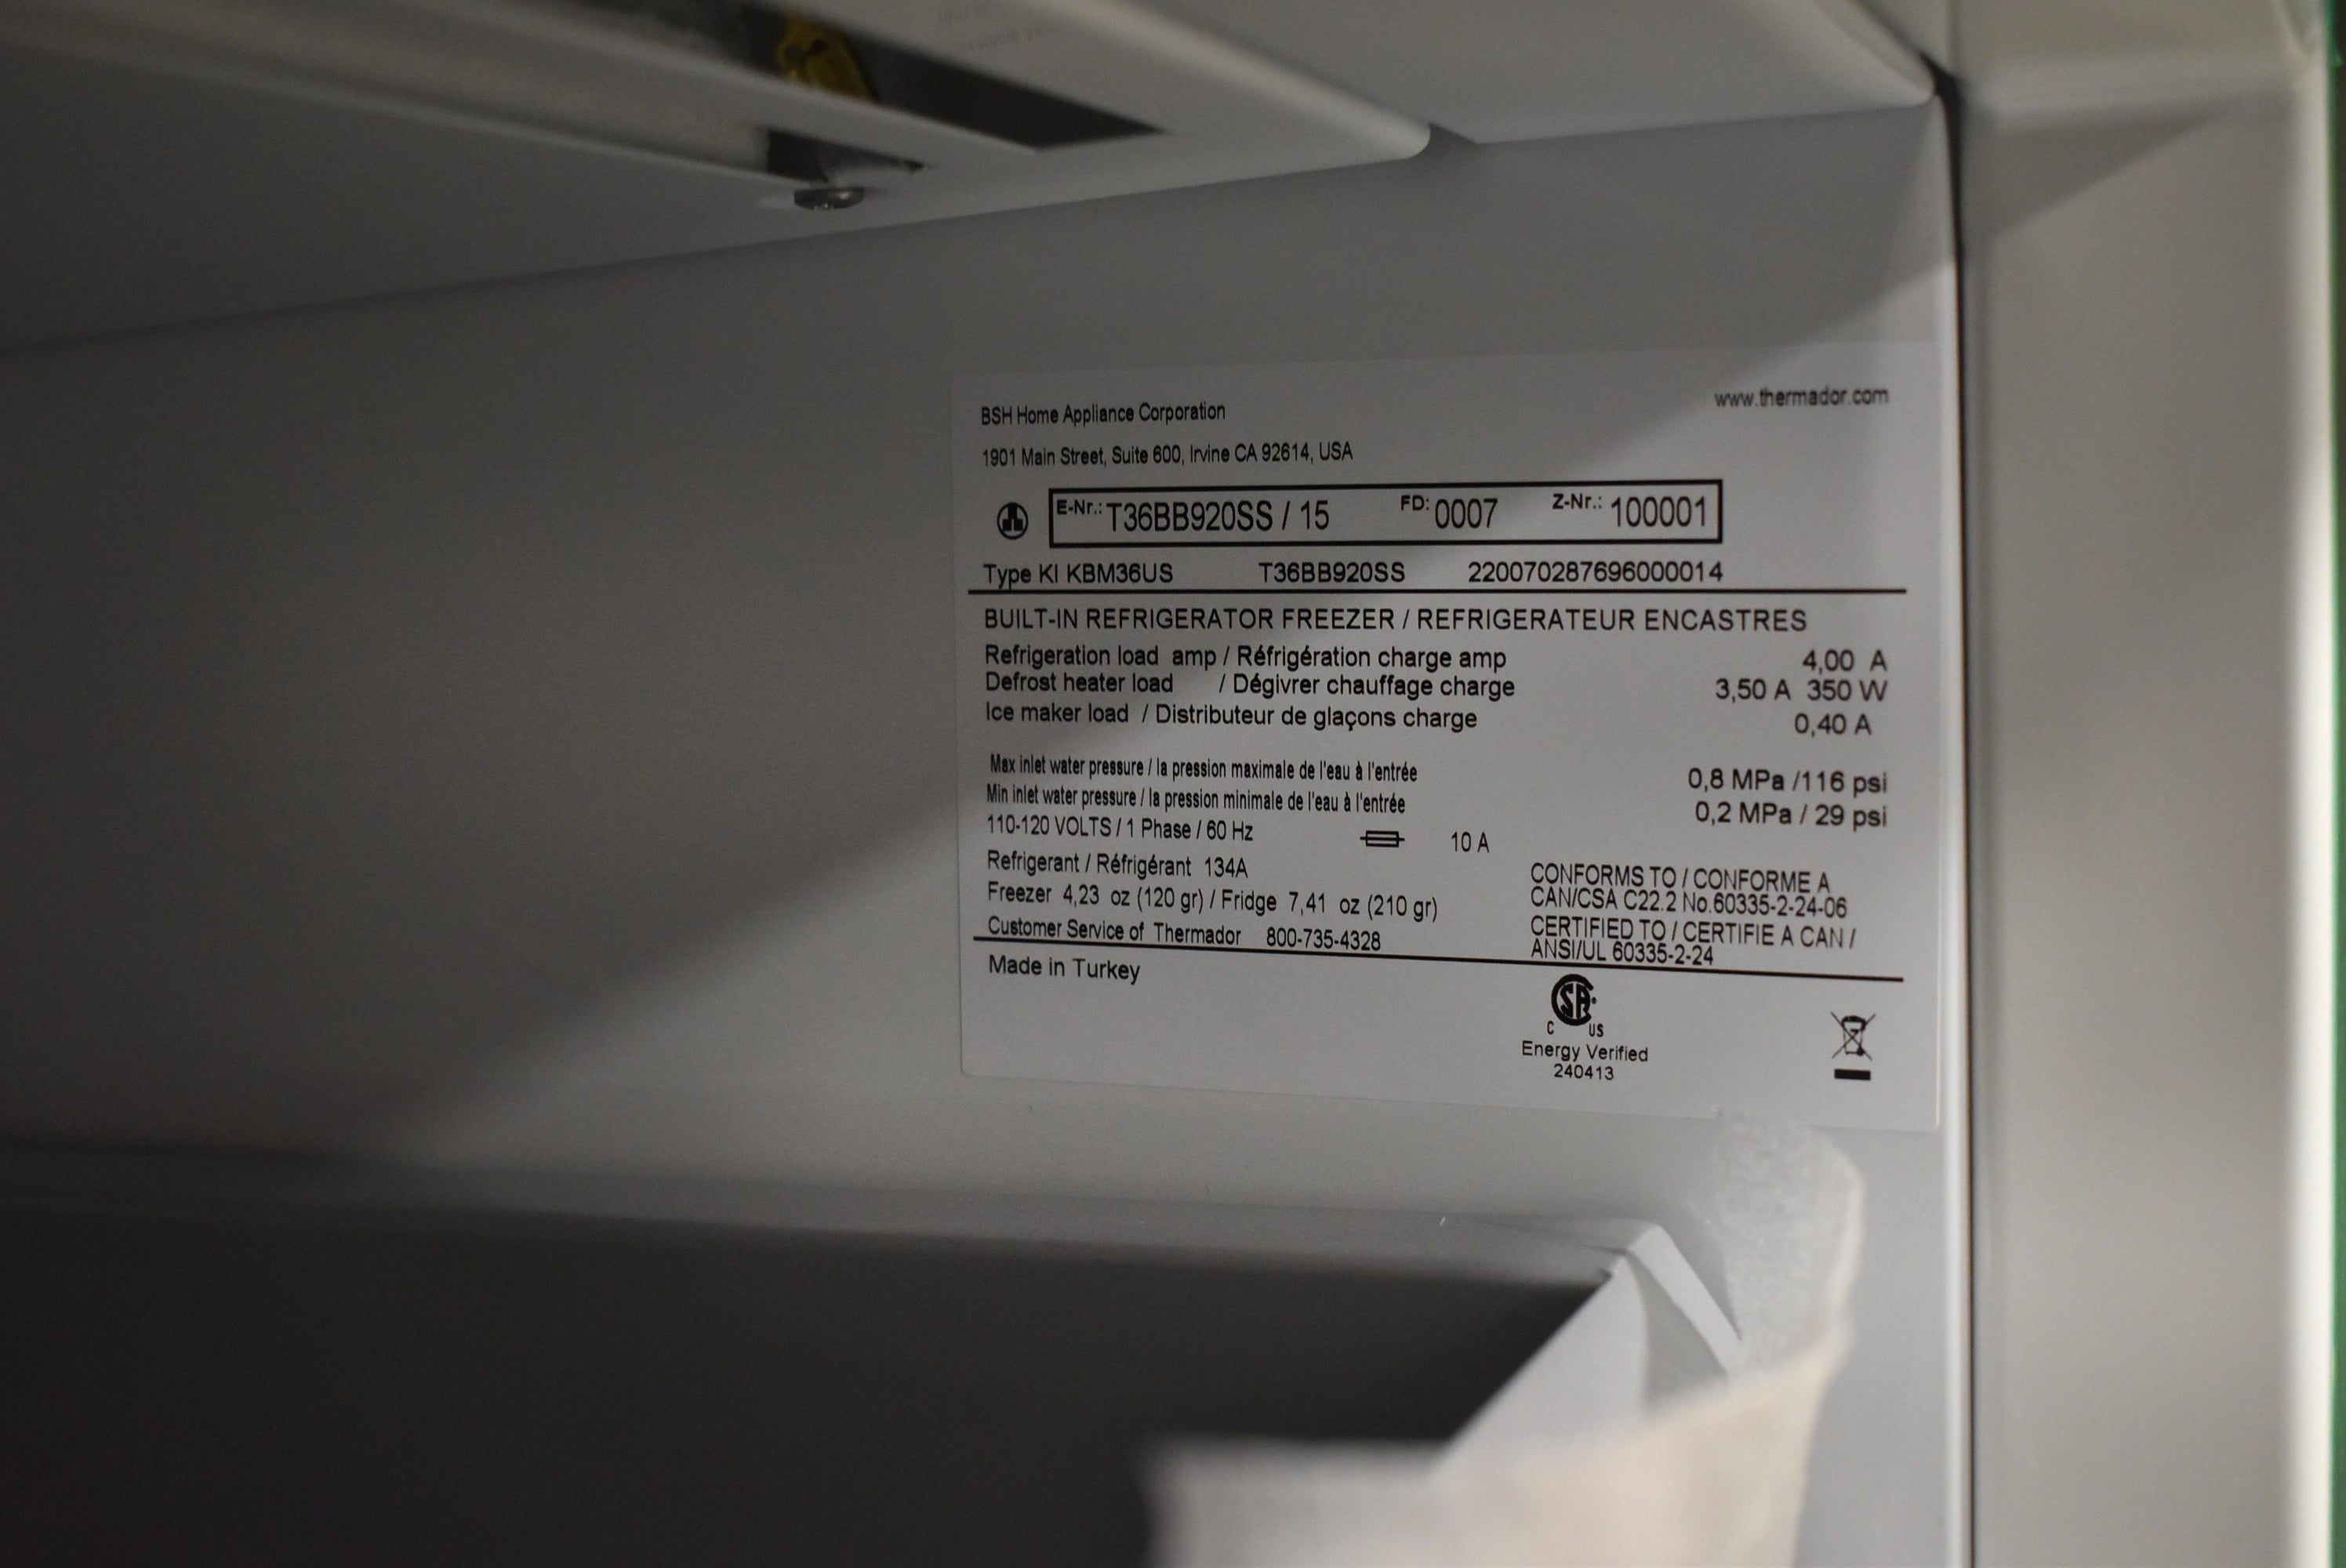 BSH Home Appliance Corporation
www.thermador.com
1901 Main Street, Suite 600, Irvine CA 92614, USA
E-Nr.: T36BB920SS / 15 FD: 0007 Z-Nr.: 100001
Type KI KBM36US T36BB920SS 220070287696000014
BUILT-IN REFRIGERATOR FREEZER / REFRIGERATEUR ENCASTRES
Refrigeration load amp / Réfrigération charge amp 4,00 A
Defrost heater load / Dégivrer chauffage charge 3,50 A 350 W
Ice maker load / Distributeur de glaçons charge 0,40 A
Max inlet water pressure / la pression maximale de l'eau à l'entrée 0,8 MPa /116 psi
Min inlet water pressure / la pression minimale de l'eau à l'entrée 0,2 MPa / 29 psi
110-120 VOLTS / 1 Phase / 60 Hz 10 A
Refrigerant / Réfrigérant 134A
Freezer 4,23 oz (120 gr) / Fridge 7,41 oz (210 gr)
Customer Service of Thermador 800-735-4328
CONFORMS TO / CONFORME A
CAN/CSA C22.2 No.60335-2-24-06
CERTIFIED TO / CERTIFIE A CAN /
ANSI/UL 60335-2-24
Made in Turkey
SA
C US
Energy Verified
240413